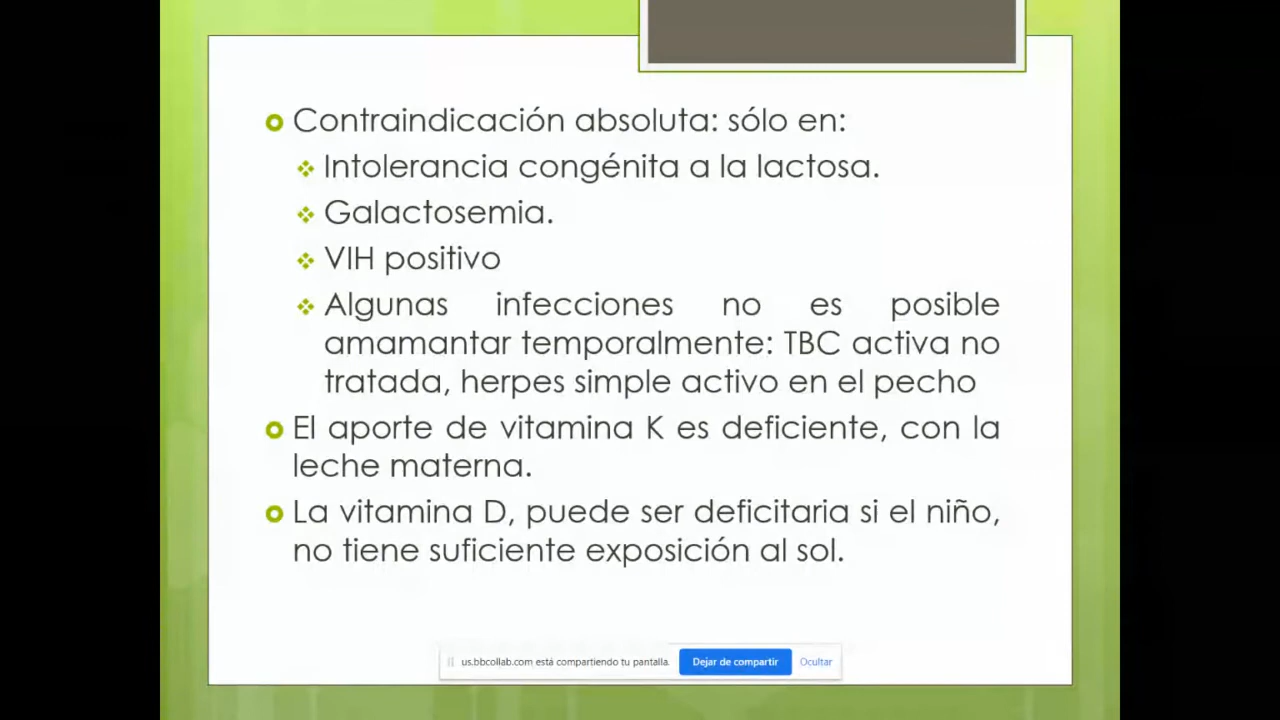 Contraindicación absoluta: sólo en:
Intolerancia congénita a la lactosa.
Galactosemia.
VIH positivo
Algunas infecciones no es posible
amamantar temporalmente: TBC activa no
tratada, herpes simple activo en el pecho
El aporte de vitamina K es deficiente, con la
leche materna.
La vitamina D, puede ser deficitaria si el niño,
no tiene suficiente exposición al sol.
us.bbcollab.com está compartiendo tu pantalla. Dejar de compartir Ocultar